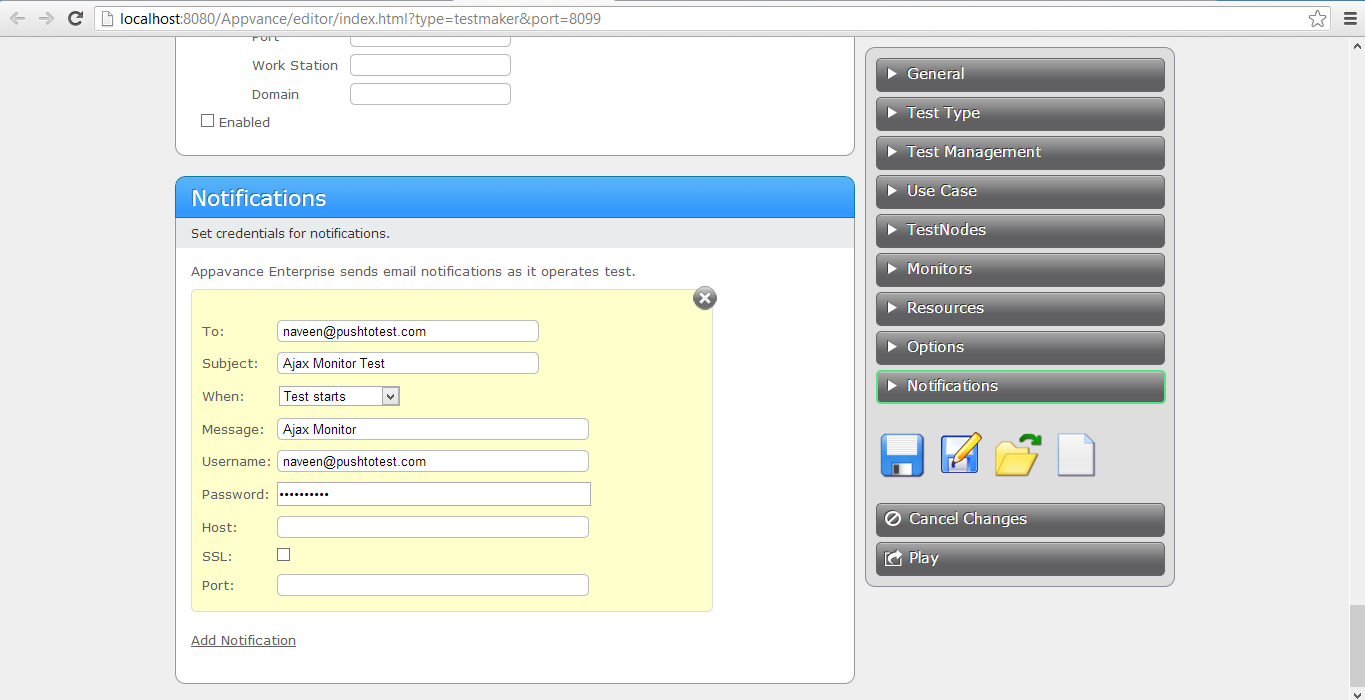 localhost:8080/Appvance/editor/index.html?type=testmaker&port=8099
Port
Work Station
Domain
Enabled
Notifications
Set credentials for notifications.
Appavance Enterprise sends email notifications as it operates test.
To: naveen@pushtotest.com
Subject: Ajax Monitor Test
When: Test starts
Message: Ajax Monitor
Username: naveen@pushtotest.com
Password: ••••••••••
Host:
SSL:
Port:
Add Notification
General
Test Type
Test Management
Use Case
TestNodes
Monitors
Resources
Options
Notifications
Cancel Changes
Play